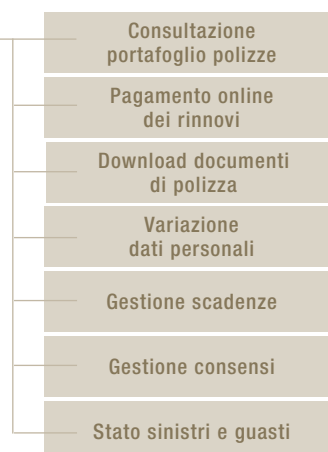 Consultazione
portafoglio polizze
Pagamento online
dei rinnovi
Download documenti
di polizza
Variazione
dati personali
Gestione scadenze
Gestione consensi
Stato sinistri e guasti